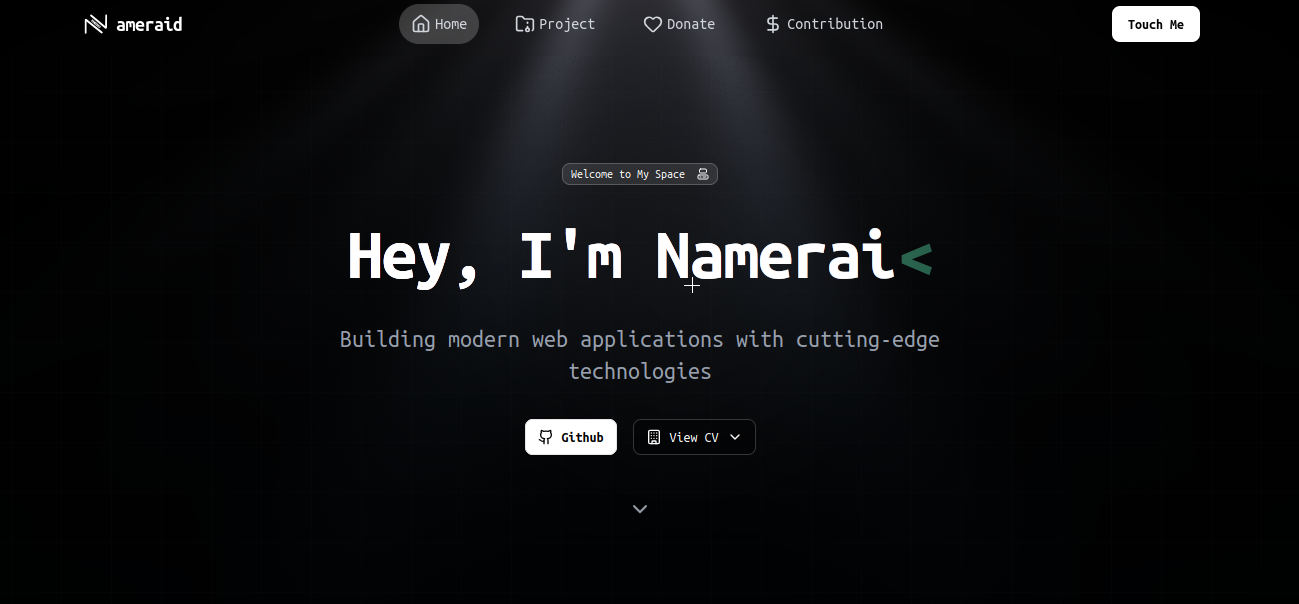 ameraid
Home
Project
Donate
Contribution
Touch Me
Welcome to My Space
Hey, I'm Namerai<
Building modern web applications with cutting-edge
technologies
Github
View CV